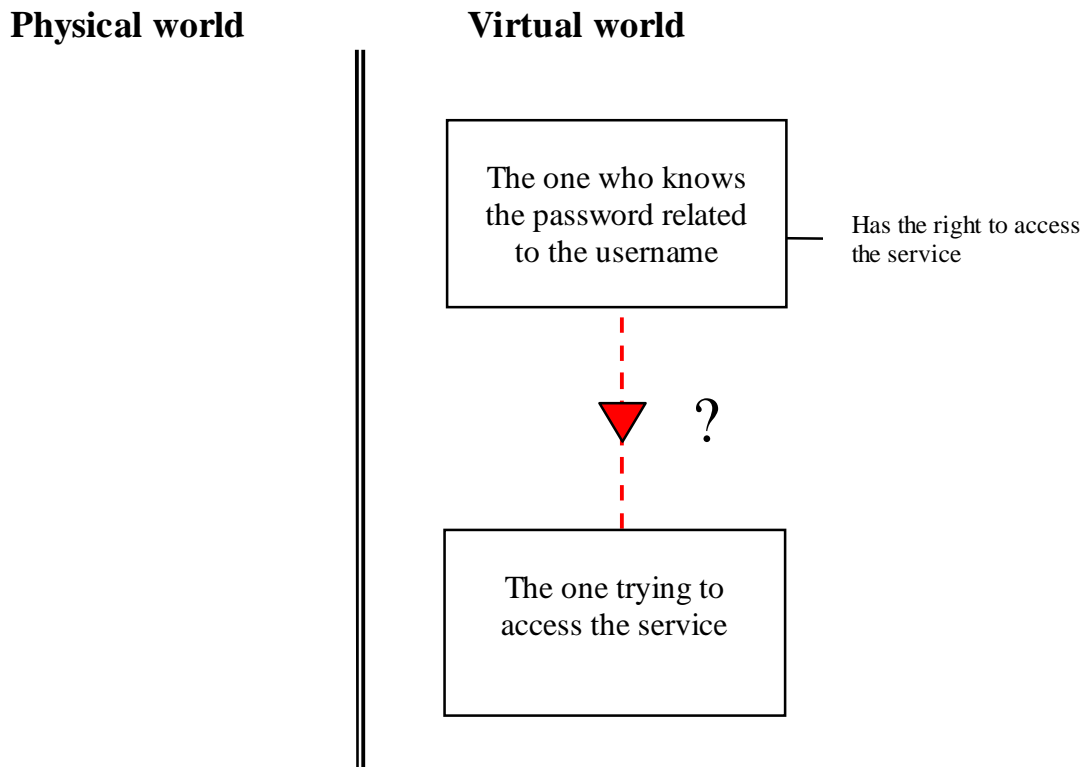 Physical world
Virtual world
The one who knows
the password related
to the username
Has the right to access
the service
?
The one trying to
access the service